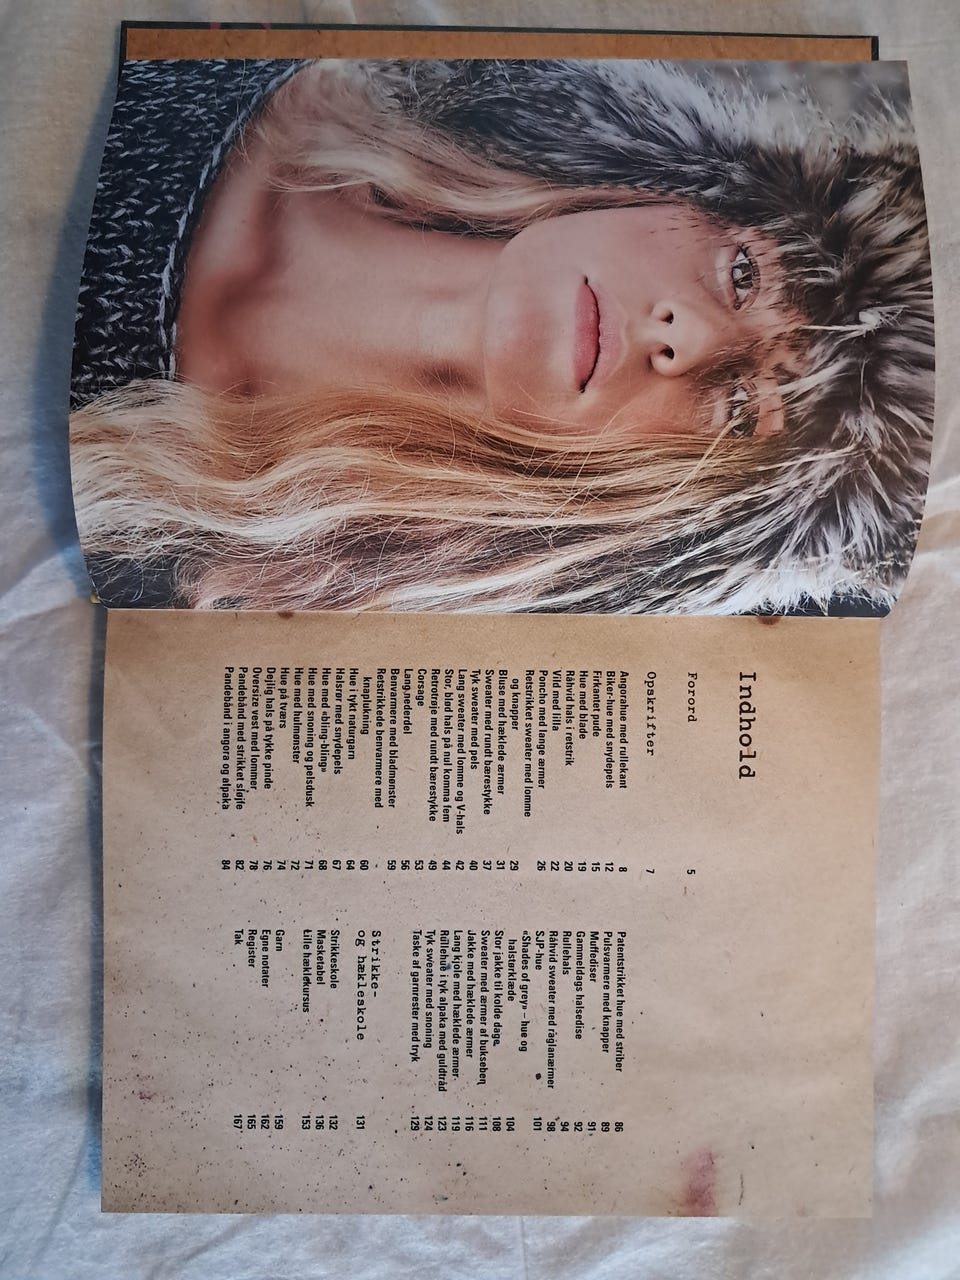 Indhold
Forord 5
Opskrifter 7
Angorahue med rullekant 8
Biker-hue med snydepels 12
Firkantet pude 15
Hue med blade 19
Råhvid hals i retstrik 20
Vild med lilla 22
Poncho med lange ærmer 26
Retstrikket sweater med lomme
og knapper 29
Bluse med hæklede ærmer 31
Sweater med rundt bærestykke 37
Tyk sweater med pels 40
Lang sweater med lomme og V-hals 42
Stor, blød hals på nul komma fem 44
Retrotrøje med rundt bærestykke 49
Corsage 53
Lang nederdel 56
Benvarmere med bladmønster 59
Retstrikkede benvarmere med
knaplukning 60
Hue i tykt naturgarn 64
Halsrør med snydepels 67
Hue med «bling-bling» 68
Hue med snoning og pelsdusk 71
Hue med hulmønster 72
Hue på tværs 74
Dejlig hals på tykke pinde 76
Oversize vest med lommer 78
Pandebånd med strikket sløjfe 82
Pandebånd i angora og alpaka 84
Patentstrikket hue med striber 86
Pulsvarmere med knapper 89
Muffediser 91
Gammeldags halsedise 92
Rullehals 94
Råhvid sweater med raglanærmer 98
SJP-hue 101
«Shades of grey» – hue og
halstørklæde 104
Stor jakke til kolde dage 108
Sweater med ærmer af bukseben 111
Jakke med hæklede ærmer 116
Lang kjole med hæklede ærmer 119
Rullehue i tyk alpaka med guldtråd 123
Tyk sweater med snoning 124
Taske af garnrester med tryk 129
Strikke-
og hækleskole 131
Strikkeskole 132
Masketabel 136
Lille hæklekursus 153
Garn 159
Egne notater 162
Register 165
Tak 167